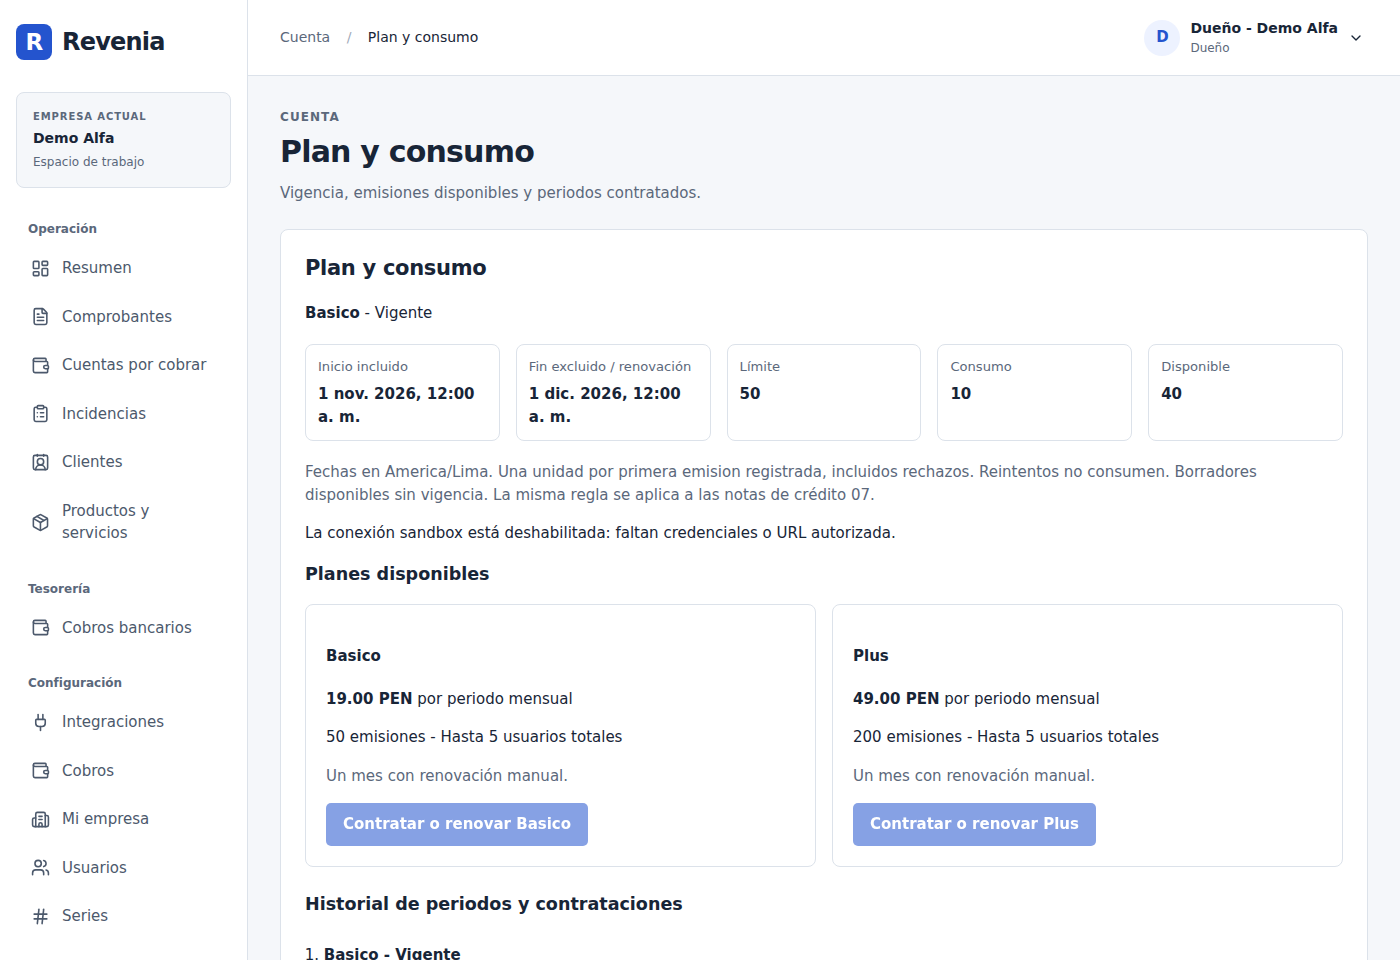 R Revenia
EMPRESA ACTUAL
Demo Alfa
Espacio de trabajo
Operación
Resumen
Comprobantes
Cuentas por cobrar
Incidencias
Clientes
Productos y
servicios
Tesorería
Cobros bancarios
Configuración
Integraciones
Cobros
Mi empresa
Usuarios
Series
Cuenta / Plan y consumo
D
Dueño - Demo Alfa
Dueño
CUENTA
Plan y consumo
Vigencia, emisiones disponibles y periodos contratados.
Plan y consumo
Basico - Vigente
Inicio incluido
1 nov. 2026, 12:00
a. m.
Fin excluido / renovación
1 dic. 2026, 12:00
a. m.
Límite
50
Consumo
10
Disponible
40
Fechas en America/Lima. Una unidad por primera emision registrada, incluidos rechazos. Reintentos no consumen. Borradores
disponibles sin vigencia. La misma regla se aplica a las notas de crédito 07.
La conexión sandbox está deshabilitada: faltan credenciales o URL autorizada.
Planes disponibles
Basico
19.00 PEN por periodo mensual
50 emisiones - Hasta 5 usuarios totales
Un mes con renovación manual.
Contratar o renovar Basico
Plus
49.00 PEN por periodo mensual
200 emisiones - Hasta 5 usuarios totales
Un mes con renovación manual.
Contratar o renovar Plus
Historial de periodos y contrataciones
1. Basico - Vigente